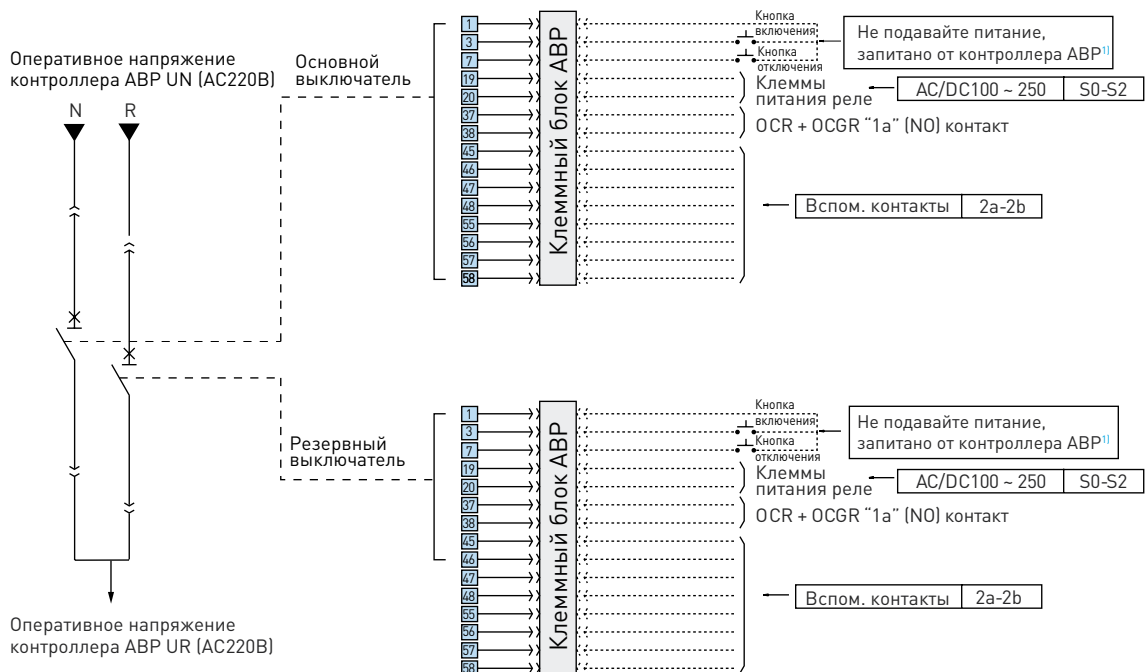 Оперативное напряжение
контроллера АВР UN (AC220В)
N
R
Основной
выключатель
1
3
7
19
20
37
38
45
46
47
48
55
56
57
58
Клеммный блок АВР
Кнопка
включения
Кнопка
отключения
Не подавайте питание,
запитано от контроллера АВР1)
Клеммы
питания реле
AC/DC100 ~ 250
S0-S2
OCR + OCGR "1a" (NO) контакт
Вспом. контакты
2a-2b
Резервный
выключатель
1
3
7
19
20
37
38
45
46
47
48
55
56
57
58
Клеммный блок АВР
Кнопка
включения
Кнопка
отключения
Не подавайте питание,
запитано от контроллера АВР1)
Клеммы
питания реле
AC/DC100 ~ 250
S0-S2
OCR + OCGR "1a" (NO) контакт
Вспом. контакты
2a-2b
Оперативное напряжение
контроллера АВР UR (AC220В)